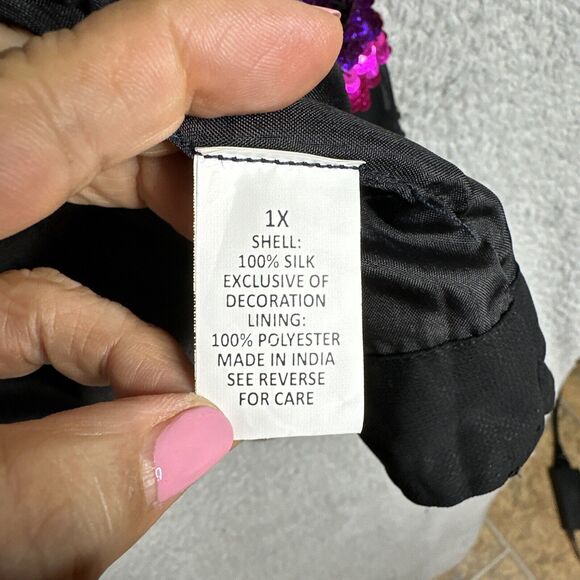 1X
SHELL:
100% SILK
EXCLUSIVE OF
DECORATION
LINING:
100% POLYESTER
MADE IN INDIA
SEE REVERSE
FOR CARE